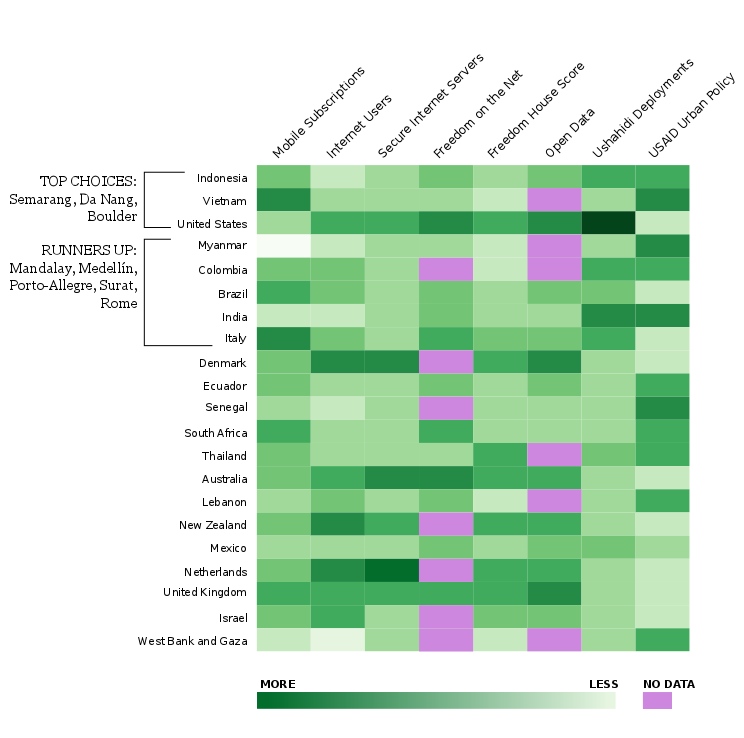 Mobile Subscriptions
Internet Users
Secure Internet Servers
Freedom on the Net
Freedom House Score
Open Data
Ushahidi Deployments
USAID Urban Policy
TOP CHOICES:
Semarang, Da Nang,
Boulder
RUNNERS UP:
Mandalay, Medellín,
Porto-Allegre, Surat,
Rome
Indonesia
Vietnam
United States
Myanmar
Colombia
Brazil
India
Italy
Denmark
Ecuador
Senegal
South Africa
Thailand
Australia
Lebanon
New Zealand
Mexico
Netherlands
United Kingdom
Israel
West Bank and Gaza
MORE
LESS
NO DATA